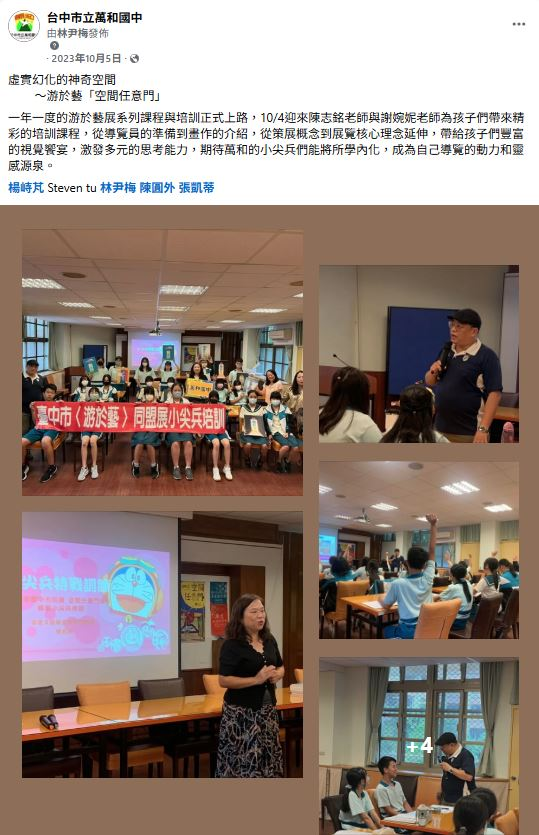 台中市立萬和國中
由林尹梅發佈
· 2023年10月5日 ·
虛實幻化的神奇空間
～游於藝「空間任意門」
一年一度的游於藝展系列課程與培訓正式上路，10/4迎來陳志銘老師與謝婉妮老師為孩子們帶來精
彩的培訓課程，從導覽員的準備到畫作的介紹，從策展概念到展覽核心理念延伸，帶給孩子們豐富
的視覺饗宴，激發多元的思考能力，期待萬和的小尖兵們能將所學內化，成為自己導覽的動力和靈
感源泉。
楊峙芃 Steven tu 林尹梅 陳圓外 張凱蒂
臺中市〈游於藝〉同盟展小尖兵培訓
尖兵特戰訓練
空間
任意門
+4